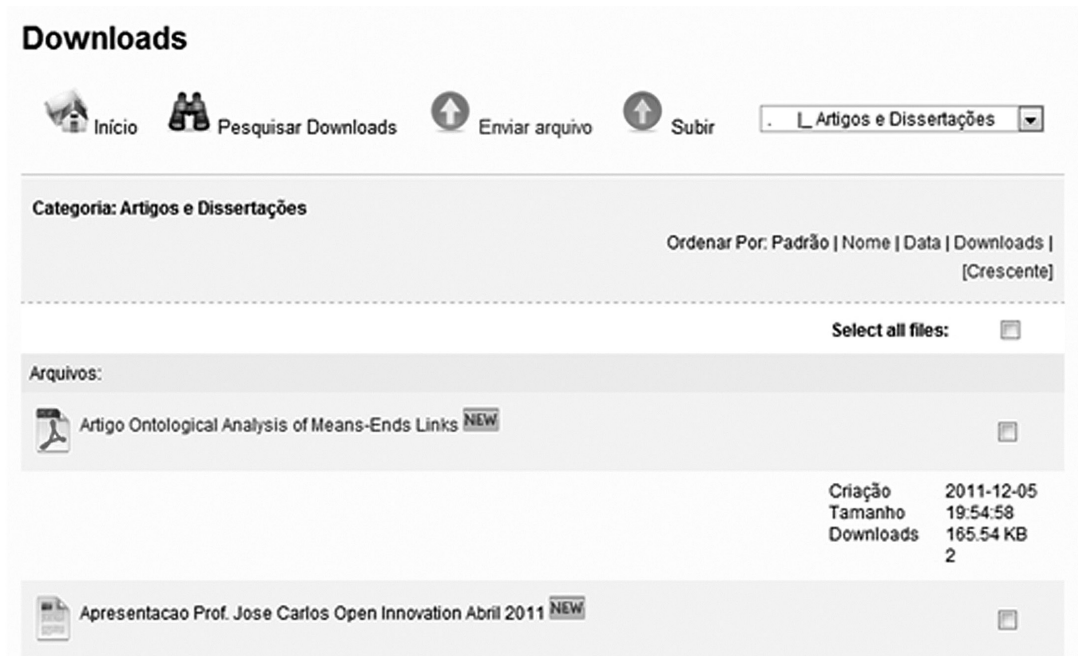 Downloads
Início Pesquisar Downloads Enviar arquivo Subir . |_ Artigos e Dissertações
Categoria: Artigos e Dissertações
Ordenar Por: Padrão | Nome | Data | Downloads |
[Crescente]
Select all files:
Arquivos:
Artigo Ontological Analysis of Means-Ends Links NEW
Criação 2011-12-05
Tamanho 19:54:58
Downloads 165.54 KB
2
Apresentacao Prof. Jose Carlos Open Innovation Abril 2011 NEW